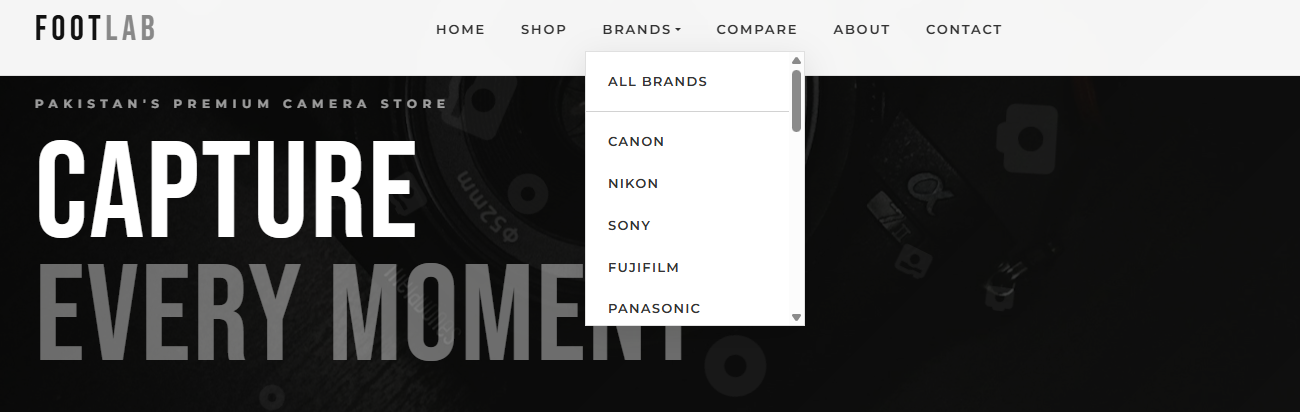 FOOTLAB
HOME SHOP BRANDS COMPARE ABOUT CONTACT
ALL BRANDS
CANON
NIKON
SONY
FUJIFILM
PANASONIC
PAKISTAN'S PREMIUM CAMERA STORE
CAPTURE
EVERY MOMENT
φ52mm